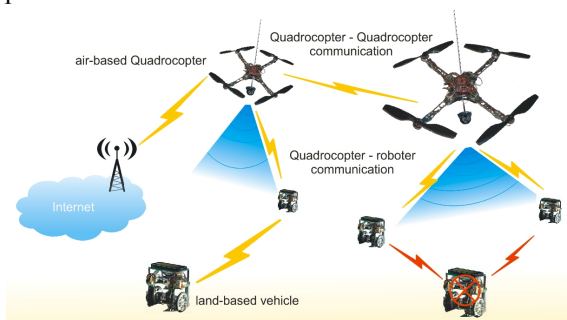 Quadrocopter - Quadrocopter
communication
air-based Quadrocopter
Quadrocopter - roboter
communication
Internet
land-based vehicle